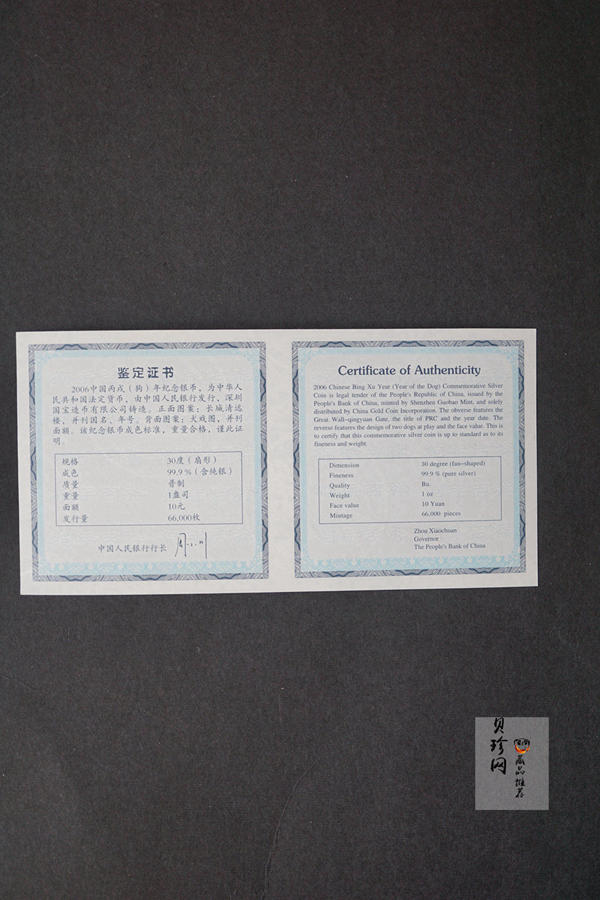 鉴定证书
2006中国丙戌(狗)年纪念银币,为中华人
民共和国法定货币,由中国人民银行发行,深圳
国宝造币有限公司铸造。正面图案:长城清远
楼,并刊国名、年号。背面图案:犬戏图,并刊
面额。该纪念银币成色标准,重量合格,谨此证
明。
规格 30度(扇形)
成色 99.9%(含纯银)
质量 普制
重量 1盎司
面额 10元
发行量 66,000枚
中国人民银行行长
Certificate of Authenticity
2006 Chinese Bing Xu Year (Year of the Dog) Commemorative Silver
Coin is legal tender of the People's Republic of China, issued by the
People's Bank of China, minted by Shenzhen Guobao Mint, and solely
distributed by China Gold Coin Incorporation. The obverse features the
Great Wall-qingyuan Gate, the title of PRC and the year date. The
reverse features the design of two dogs at play and the face value. This is
to certify that this commemorative silver coin is up to standard as to its
fineness and weight.
Dimension 30 degree (fan-shaped)
Fineness 99.9 % (pure silver)
Quality Bu.
Weight 1 oz
Face value 10 Yuan
Mintage 66,000 pieces
Zhou Xiaochuan
Governor
The People's Bank of China
贝珍网
藏品推荐